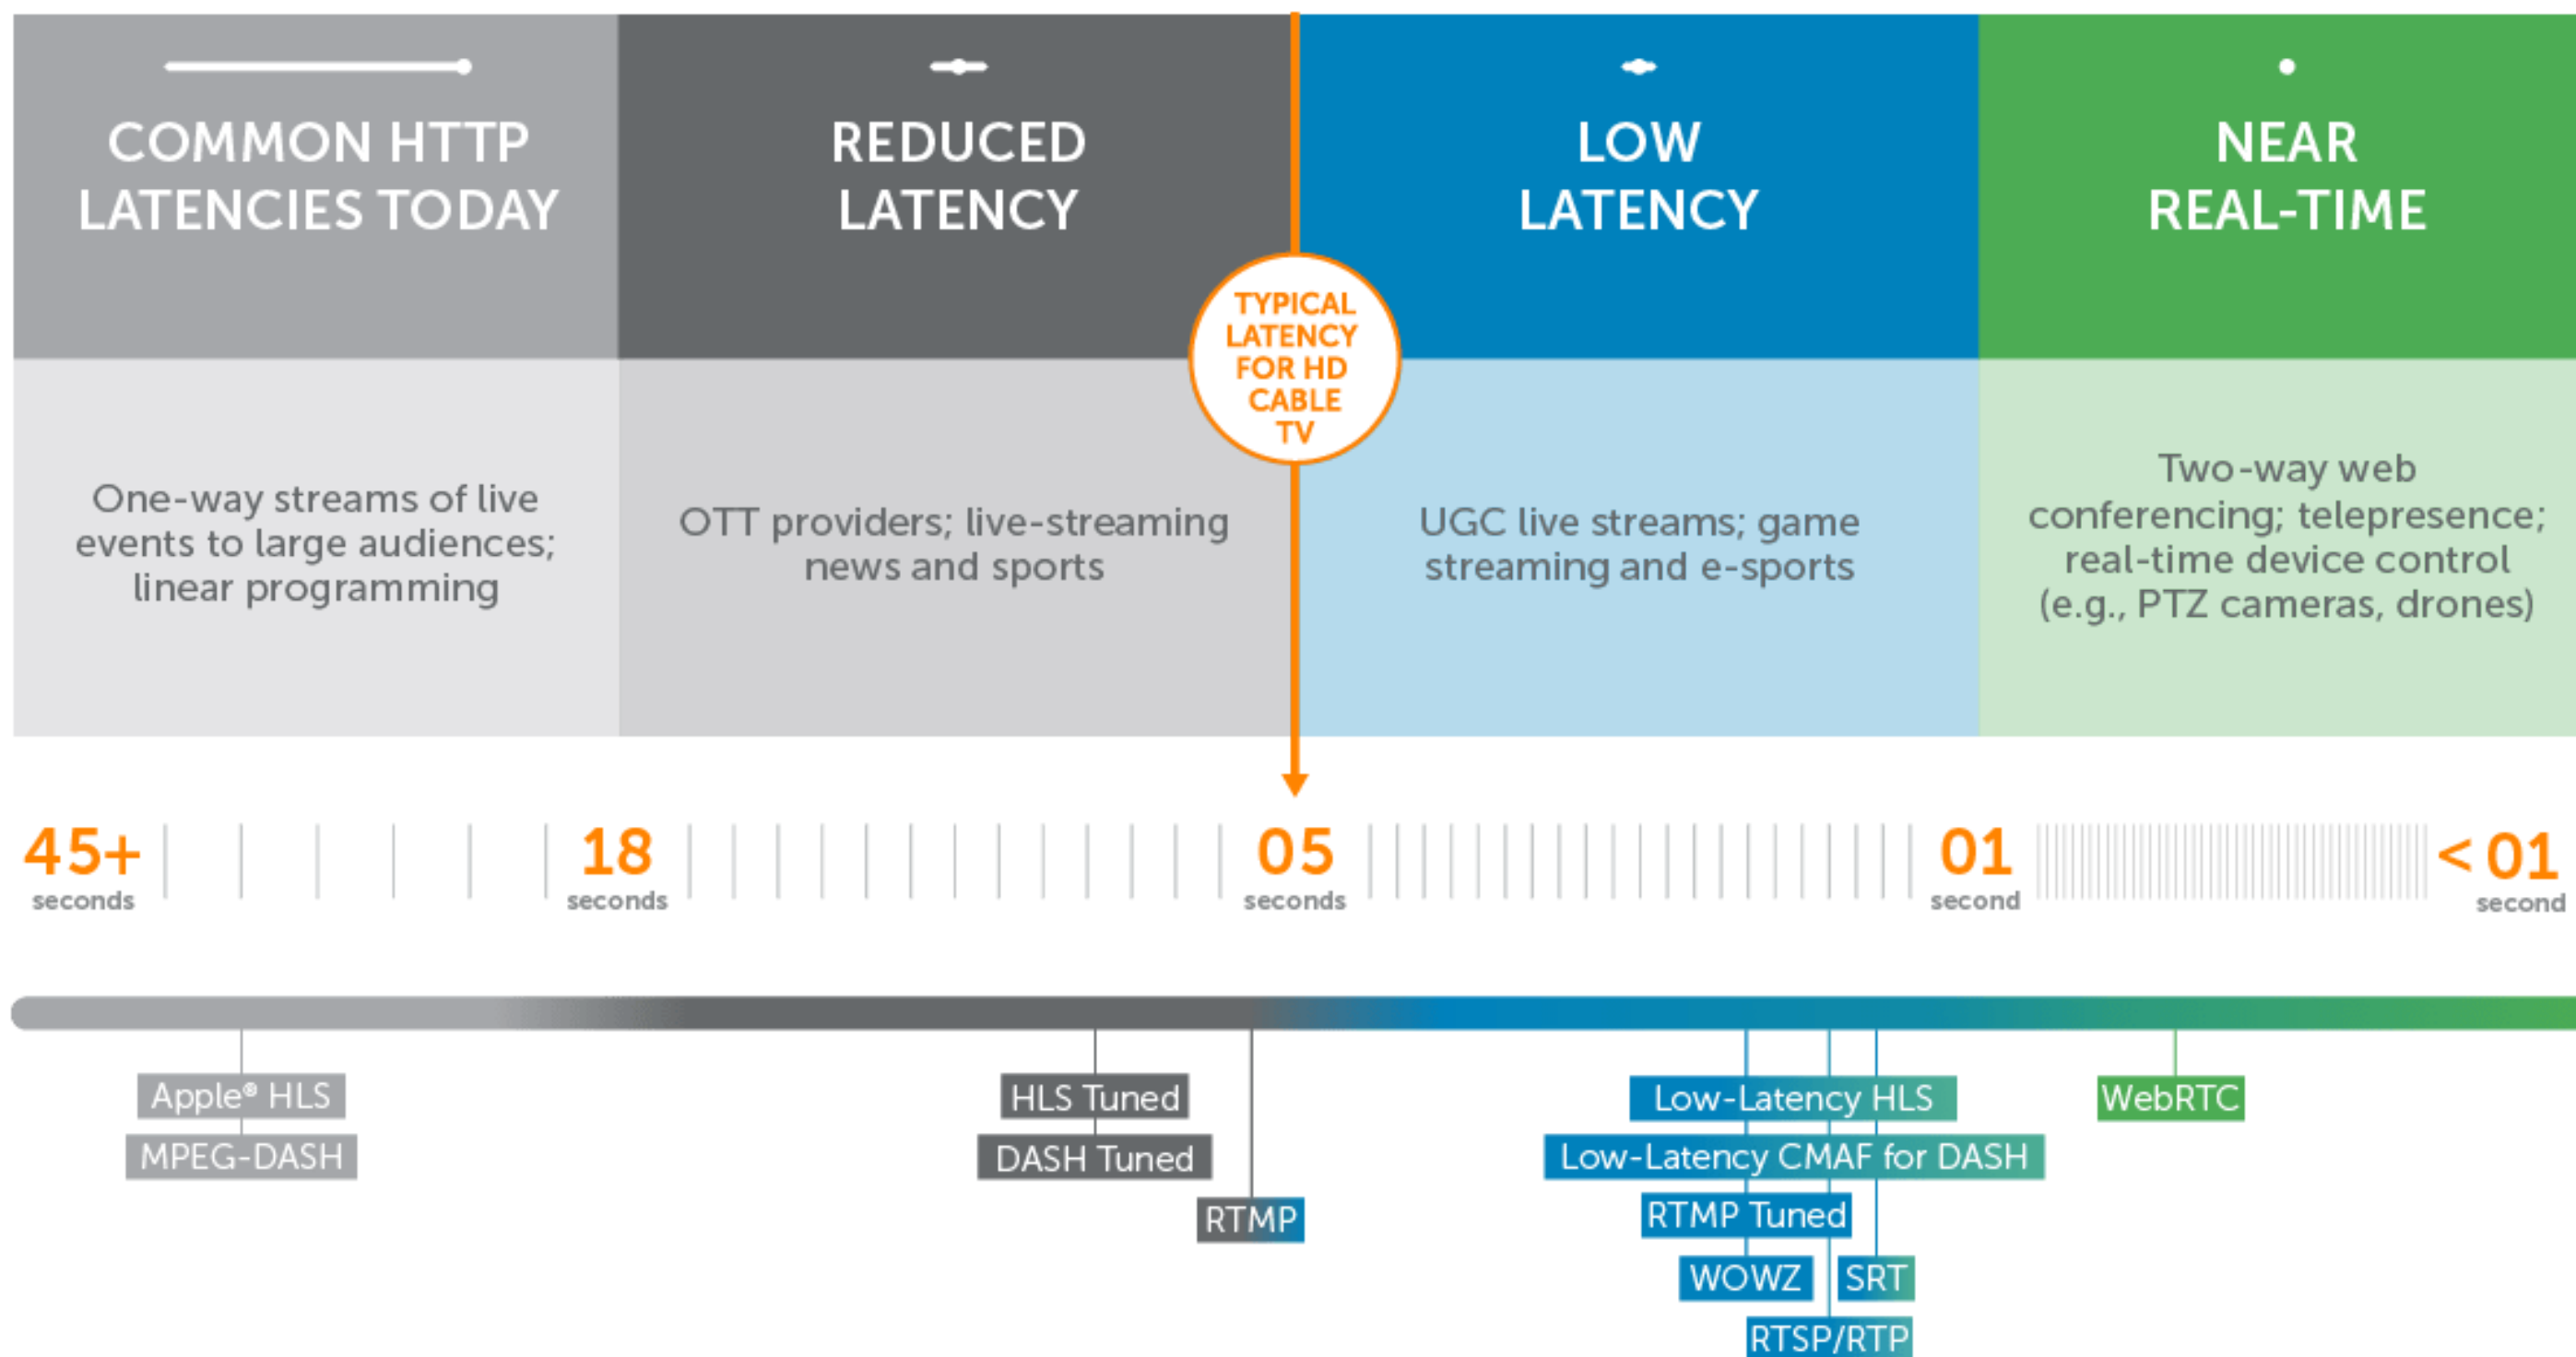 COMMON HTTP
LATENCIES TODAY
REDUCED
LATENCY
LOW
LATENCY
NEAR
REAL-TIME
TYPICAL
LATENCY
FOR HD
CABLE
TV
One-way streams of live
events to large audiences;
linear programming
OTT providers; live-streaming
news and sports
UGC live streams; game
streaming and e-sports
Two-way web
conferencing; telepresence;
real-time device control
(e.g., PTZ cameras, drones)
45+
seconds
18
seconds
05
seconds
01
second
< 01
second
Apple® HLS
MPEG-DASH
HLS Tuned
DASH Tuned
RTMP
Low-Latency HLS
Low-Latency CMAF for DASH
RTMP Tuned
WOWZ
SRT
RTSP/RTP
WebRTC